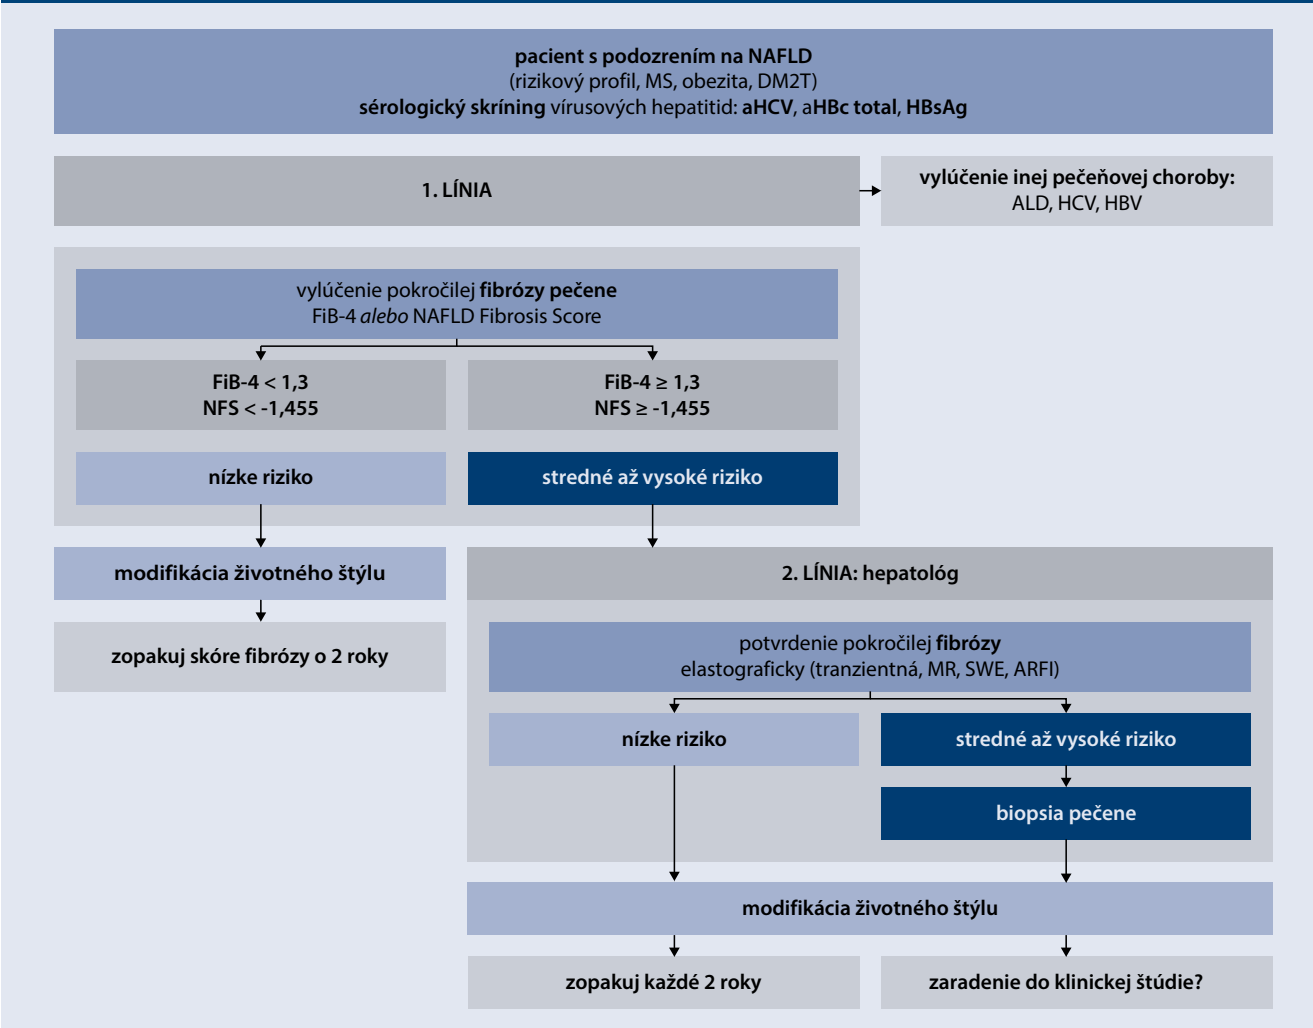 pacient s podozrením na NAFLD
(rizikový profil, MS, obezita, DM2T)
sérologický skríning vírusových hepatitid: aHCV, aHBc total, HBsAg
1. LÍNIA
vylúčenie inej pečeňovej choroby:
ALD, HCV, HBV
vylúčenie pokročilej fibrózy pečene
FiB-4 alebo NAFLD Fibrosis Score
FiB-4 < 1,3
NFS < -1,455
FiB-4 ≥ 1,3
NFS ≥ -1,455
nízke riziko
stredné až vysoké riziko
modifikácia životného štýlu
zopakuj skóre fibrózy o 2 roky
2. LÍNIA: hepatológ
potvrdenie pokročilej fibrózy
elastograficky (tranzientná, MR, SWE, ARFI)
nízke riziko
stredné až vysoké riziko
biopsia pečene
modifikácia životného štýlu
zopakuj každé 2 roky
zaradenie do klinickej štúdie?